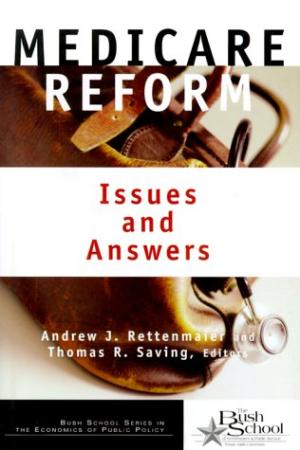 MEDICARE
REFORM
Issues
and
Answers
Andrew J. Rettenmaier and
Thomas R. Saving, Editors
Bush School Series in
the Economics of Public Policy
The
Bush School